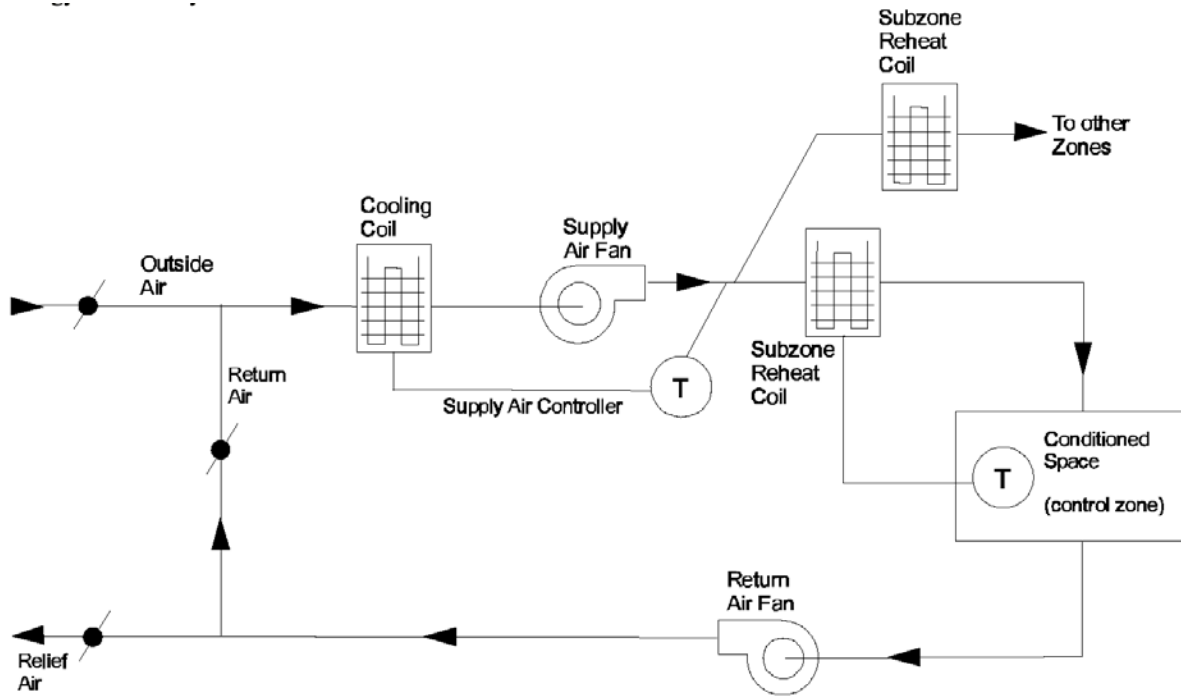 Subzone
Reheat
Coil
To other
Zones
Cooling
Coil
Supply
Air Fan
Outside
Air
Subzone
Reheat
Coil
Return
Air
T
Supply Air Controller
Conditioned
Space
T
(control zone)
Return
Air Fan
Relief
Air